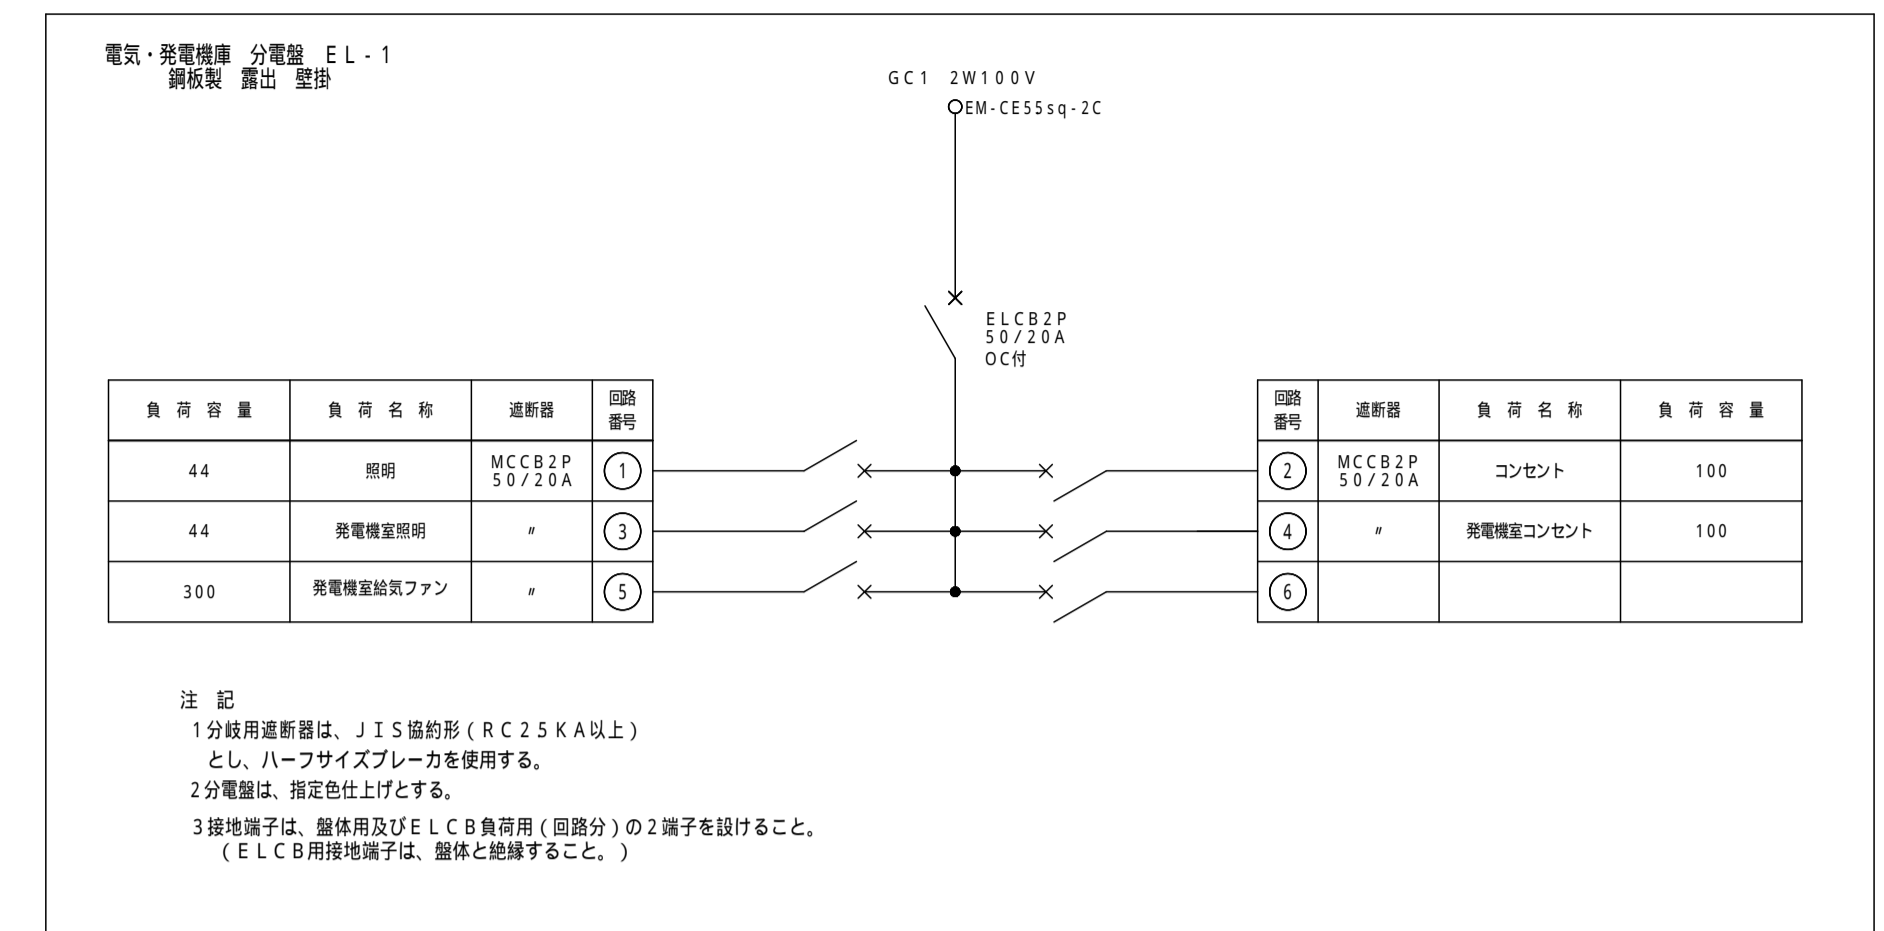 電気・発電機庫 分電盤 EL-1
鋼板製 露出 壁掛
GC1 2W100V
EM-CE5.5sq-2C
ELCB2P
50/20A
OC付
負荷容量 負荷名称 遮断器 回路番号
44 照明 MCCB2P 50/20A 1
44 発電機室照明 〃 3
300 発電機室給気ファン 〃 5
回路番号 遮断器 負荷名称 負荷容量
2 MCCB2P 50/20A コンセント 100
4 〃 発電機室コンセント 100
6
注 記
1分岐用遮断器は、JIS協約形(RC2.5KA以上)
とし、ハーフサイズブレーカを使用する。
2分電盤は、指定色仕上げとする。
3接地端子は、盤体用及びELCB負荷用(回路分)の2端子を設けること。
(ELCB用接地端子は、盤体と絶縁すること。)